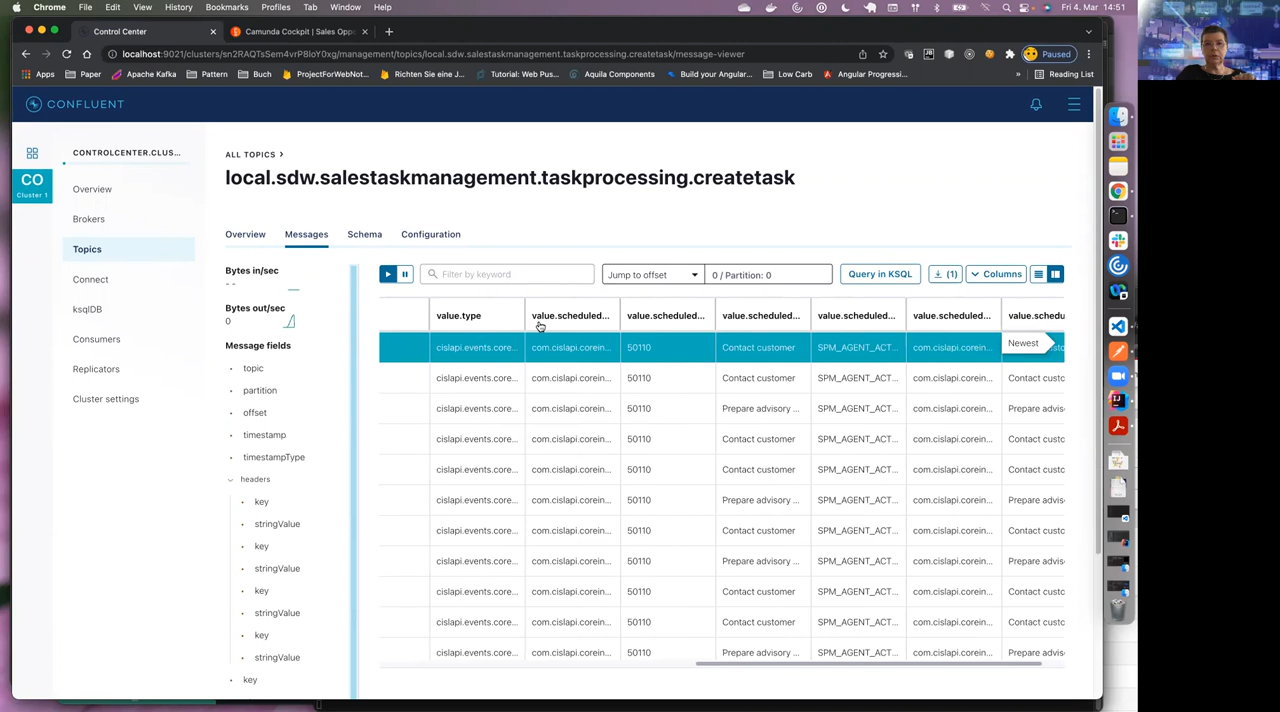 Chrome File Edit View History Bookmarks Profiles Tab Window Help Fr 4. Mar 14:51
Control Center Camunda Cockpit | Sales Oppo
localhost:9021/clusters/sn2RAQTsSem4vrP8IoY0xg/management/topics/local.sdw.salestaskmanagement.taskprocessing.createtask/message-viewer Paused
Apps Paper Apache Kafka Pattern Buch ProjectForWebNot... Richten Sie eine J... Tutorial: Web Pus... Aquila Components Build your Angular... Low Carb Angular Progressi... » Reading List
CONFLUENT
CO
Cluster 1
CONTROLCENTER.CLUS...
Overview
Brokers
Topics
Connect
ksqlDB
Consumers
Replicators
Cluster settings
ALL TOPICS >
local.sdw.salestaskmanagement.taskprocessing.createtask
Overview Messages Schema Configuration
Bytes in/sec
--
Bytes out/sec
0
Message fields
topic
partition
offset
timestamp
timestampType
headers
key
stringValue
key
stringValue
key
stringValue
key
stringValue
key
Filter by keyword Jump to offset 0 / Partition: 0 Query in KSQL (1) Columns
value.type value.scheduled... value.scheduled... value.scheduled... value.scheduled... value.scheduled... value.schedu
cislapi.events.core... com.cislapi.corein... 50110 Contact customer SPM_AGENT_ACT... com.cislapi.corein... Newest
cislapi.events.core... com.cislapi.corein... 50110 Contact customer SPM_AGENT_ACT... com.cislapi.corein... Contact custo
cislapi.events.core... com.cislapi.corein... 50110 Prepare advisory ... SPM_AGENT_ACT... com.cislapi.corein... Prepare advis
cislapi.events.core... com.cislapi.corein... 50110 Contact customer SPM_AGENT_ACT... com.cislapi.corein... Contact custo
cislapi.events.core... com.cislapi.corein... 50110 Contact customer SPM_AGENT_ACT... com.cislapi.corein... Contact custo
cislapi.events.core... com.cislapi.corein... 50110 Prepare advisory ... SPM_AGENT_ACT... com.cislapi.corein... Prepare advis
cislapi.events.core... com.cislapi.corein... 50110 Contact customer SPM_AGENT_ACT... com.cislapi.corein... Contact custo
cislapi.events.core... com.cislapi.corein... 50110 Prepare advisory ... SPM_AGENT_ACT... com.cislapi.corein... Prepare advis
cislapi.events.core... com.cislapi.corein... 50110 Contact customer SPM_AGENT_ACT... com.cislapi.corein... Contact custo
cislapi.events.core... com.cislapi.corein... 50110 Contact customer SPM_AGENT_ACT... com.cislapi.corein... Contact custo
cislapi.events.core... com.cislapi.corein... 50110 Prepare advisory ... SPM_AGENT_ACT... com.cislapi.corein... Prepare advis